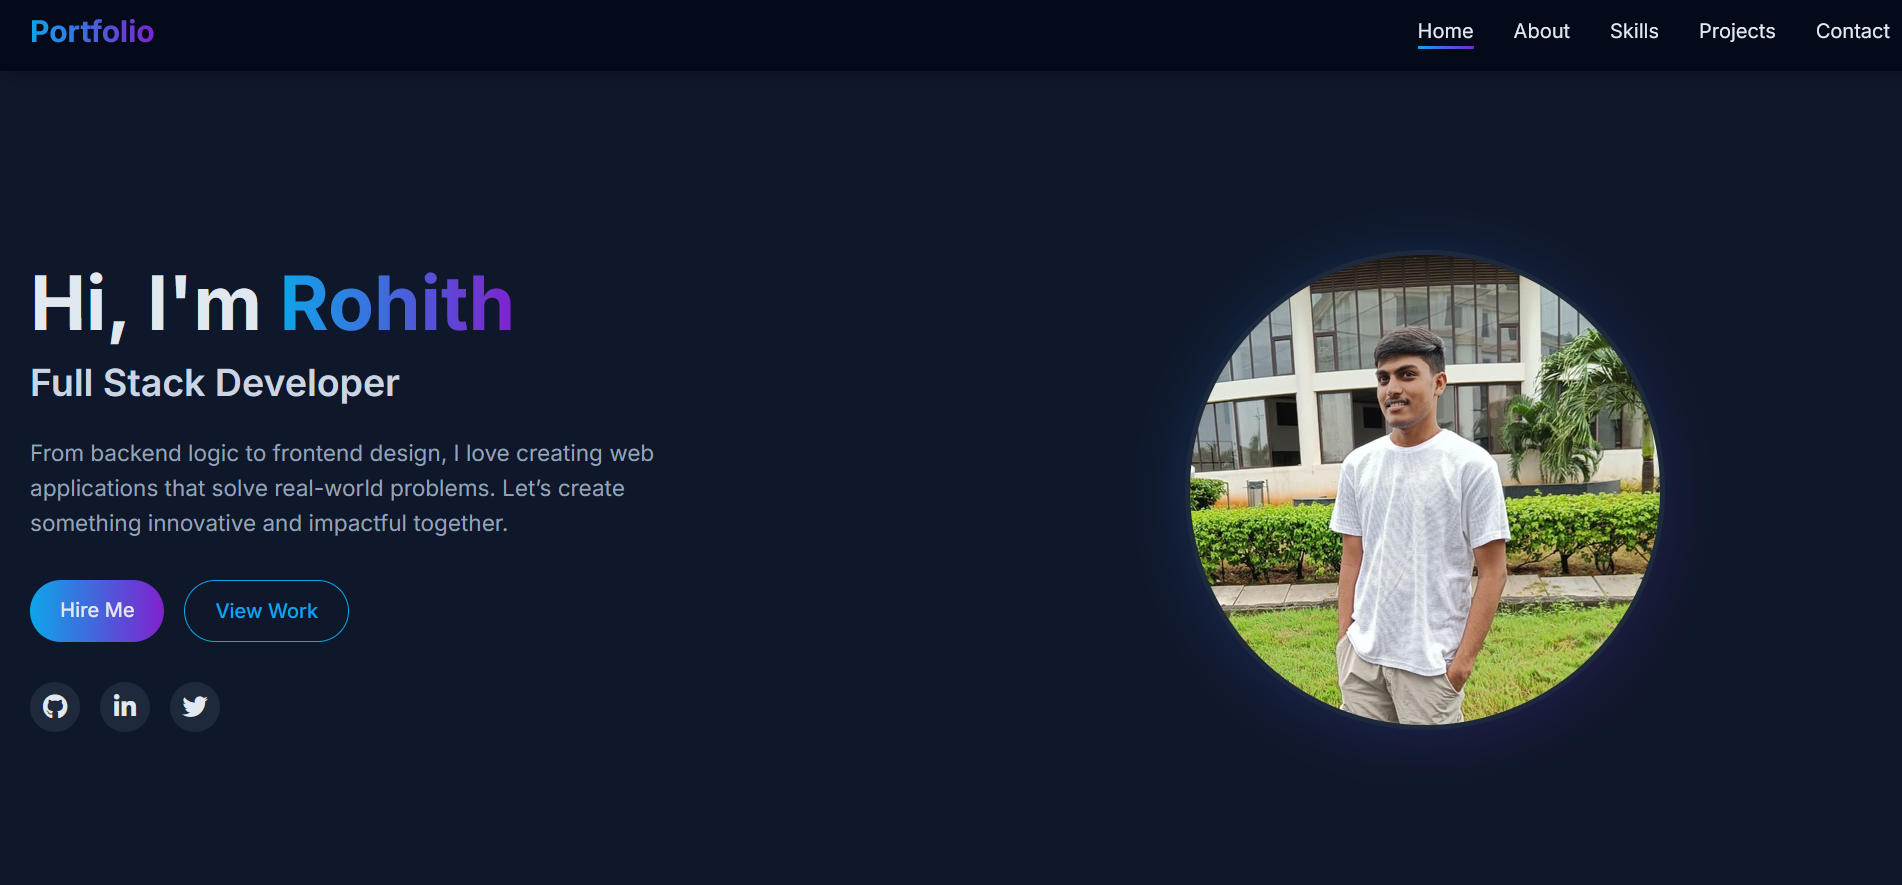 Portfolio
Home
About
Skills
Projects
Contact
Hi, I'm Rohith
Full Stack Developer
From backend logic to frontend design, I love creating web
applications that solve real-world problems. Let’s create
something innovative and impactful together.
Hire Me
View Work
in